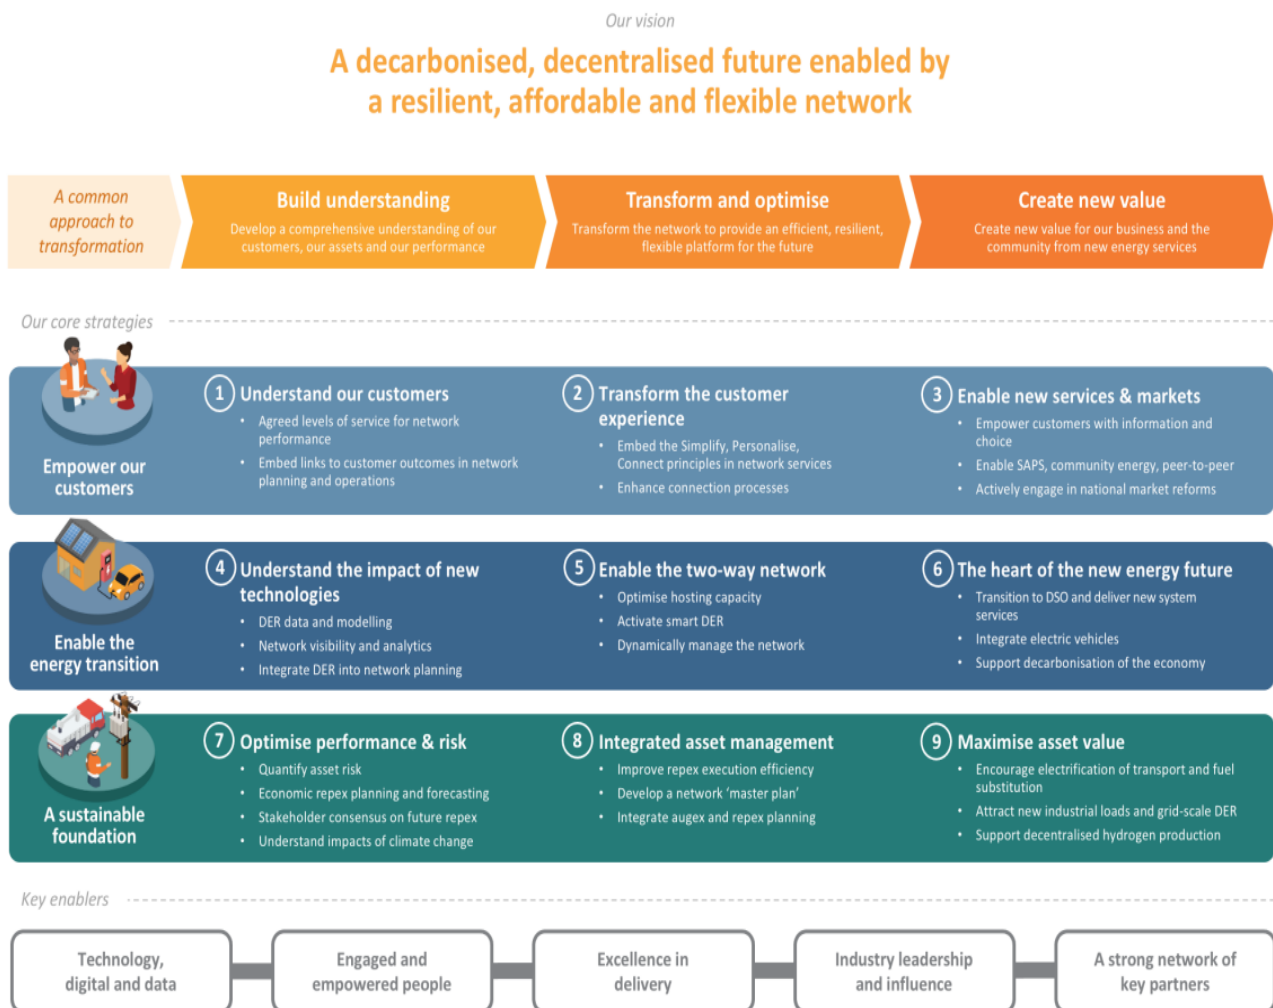 Our vision
A decarbonised, decentralised future enabled by
a resilient, affordable and flexible network
A common
approach to
transformation
Build understanding
Develop a comprehensive understanding of our
customers, our assets and our performance
Transform and optimise
Transform the network to provide an efficient, resilient,
flexible platform for the future
Create new value
Create new value for our business and the
community from new energy services
Our core strategies
Empower our
customers
1 Understand our customers
• Agreed levels of service for network
performance
• Embed links to customer outcomes in network
planning and operations
2 Transform the customer
experience
• Embed the Simplify, Personalise,
Connect principles in network services
• Enhance connection processes
3 Enable new services & markets
• Empower customers with information and
choice
• Enable SAPS, community energy, peer-to-peer
• Actively engage in national market reforms
Enable the
energy transition
4 Understand the impact of new
technologies
• DER data and modelling
• Network visibility and analytics
• Integrate DER into network planning
5 Enable the two-way network
• Optimise hosting capacity
• Activate smart DER
• Dynamically manage the network
6 The heart of the new energy future
• Transition to DSO and deliver new system
services
• Integrate electric vehicles
• Support decarbonisation of the economy
A sustainable
foundation
7 Optimise performance & risk
• Quantify asset risk
• Economic repex planning and forecasting
• Stakeholder consensus on future repex
• Understand impacts of climate change
8 Integrated asset management
• Improve repex execution efficiency
• Develop a network ‘master plan’
• Integrate augex and repex planning
9 Maximise asset value
• Encourage electrification of transport and fuel
substitution
• Attract new industrial loads and grid-scale DER
• Support decentralised hydrogen production
Key enablers
Technology,
digital and data
Engaged and
empowered people
Excellence in
delivery
Industry leadership
and influence
A strong network of
key partners